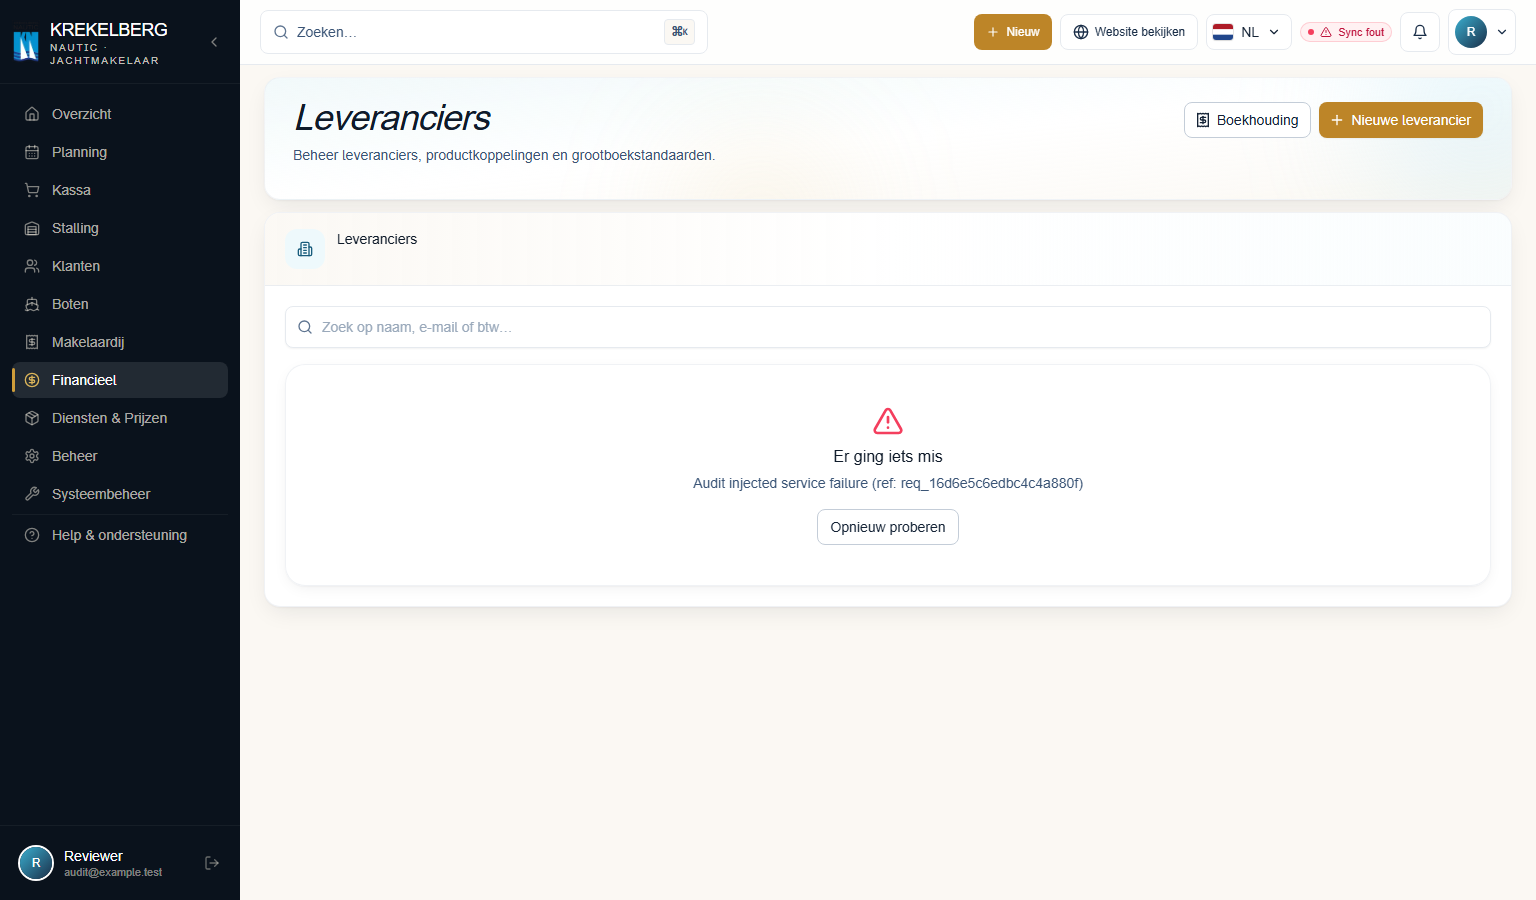 KREKELBERG
NAUTIC ·
JACHTMAKELAAR
Overzicht
Planning
Kassa
Stalling
Klanten
Boten
Makelaardij
Financieel
Diensten & Prijzen
Beheer
Systeembeheer
Help & ondersteuning
R
Reviewer
audit@example.test
Zoeken…
⌘K
Nieuw
Website bekijken
NL
Sync fout
R
Leveranciers
Beheer leveranciers, productkoppelingen en grootboekstandaarden.
Boekhouding
Nieuwe leverancier
Leveranciers
Zoek op naam, e-mail of btw…
Er ging iets mis
Audit injected service failure (ref: req_16d6e5c6edbc4c4a880f)
Opnieuw proberen